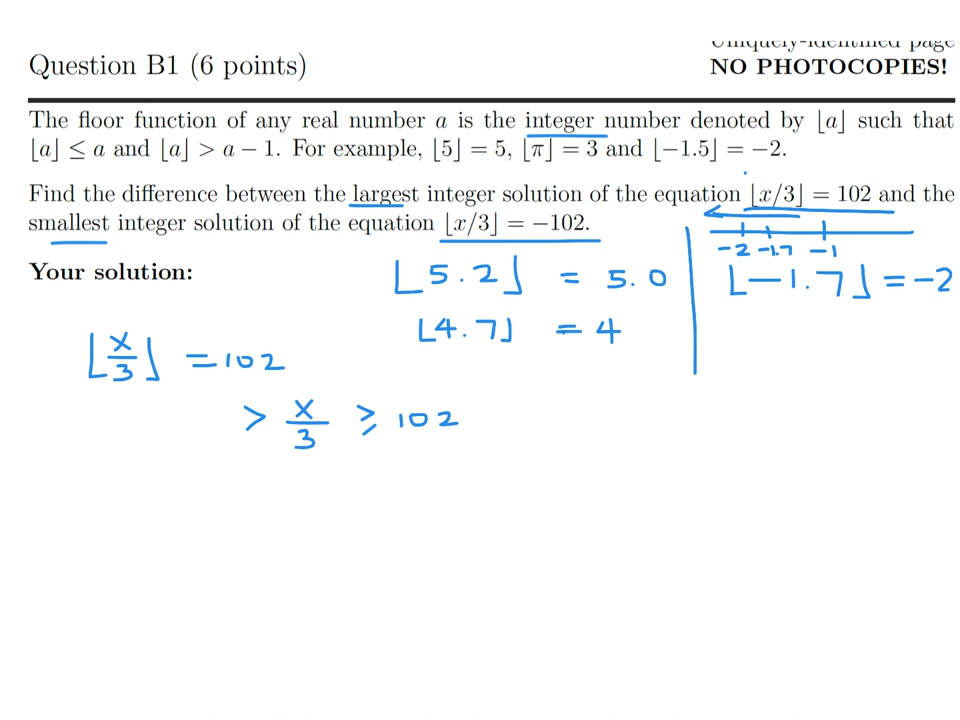 Uniquely-identified page
Question B1 (6 points)
NO PHOTOCOPIES!
The floor function of any real number a is the integer number denoted by ⌊a⌋ such that
⌊a⌋ ≤ a and ⌊a⌋ > a − 1. For example, ⌊5⌋ = 5, ⌊π⌋ = 3 and ⌊−1.5⌋ = −2.
Find the difference between the largest integer solution of the equation ⌊x/3⌋ = 102 and the
smallest integer solution of the equation ⌊x/3⌋ = −102.
-2 -1.7 -1
Your solution:
⌊5.2⌋ = 5.0
⌊-1.7⌋ = -2
⌊4.7⌋ = 4
⌊x/3⌋ = 102
> x/3 ≥ 102